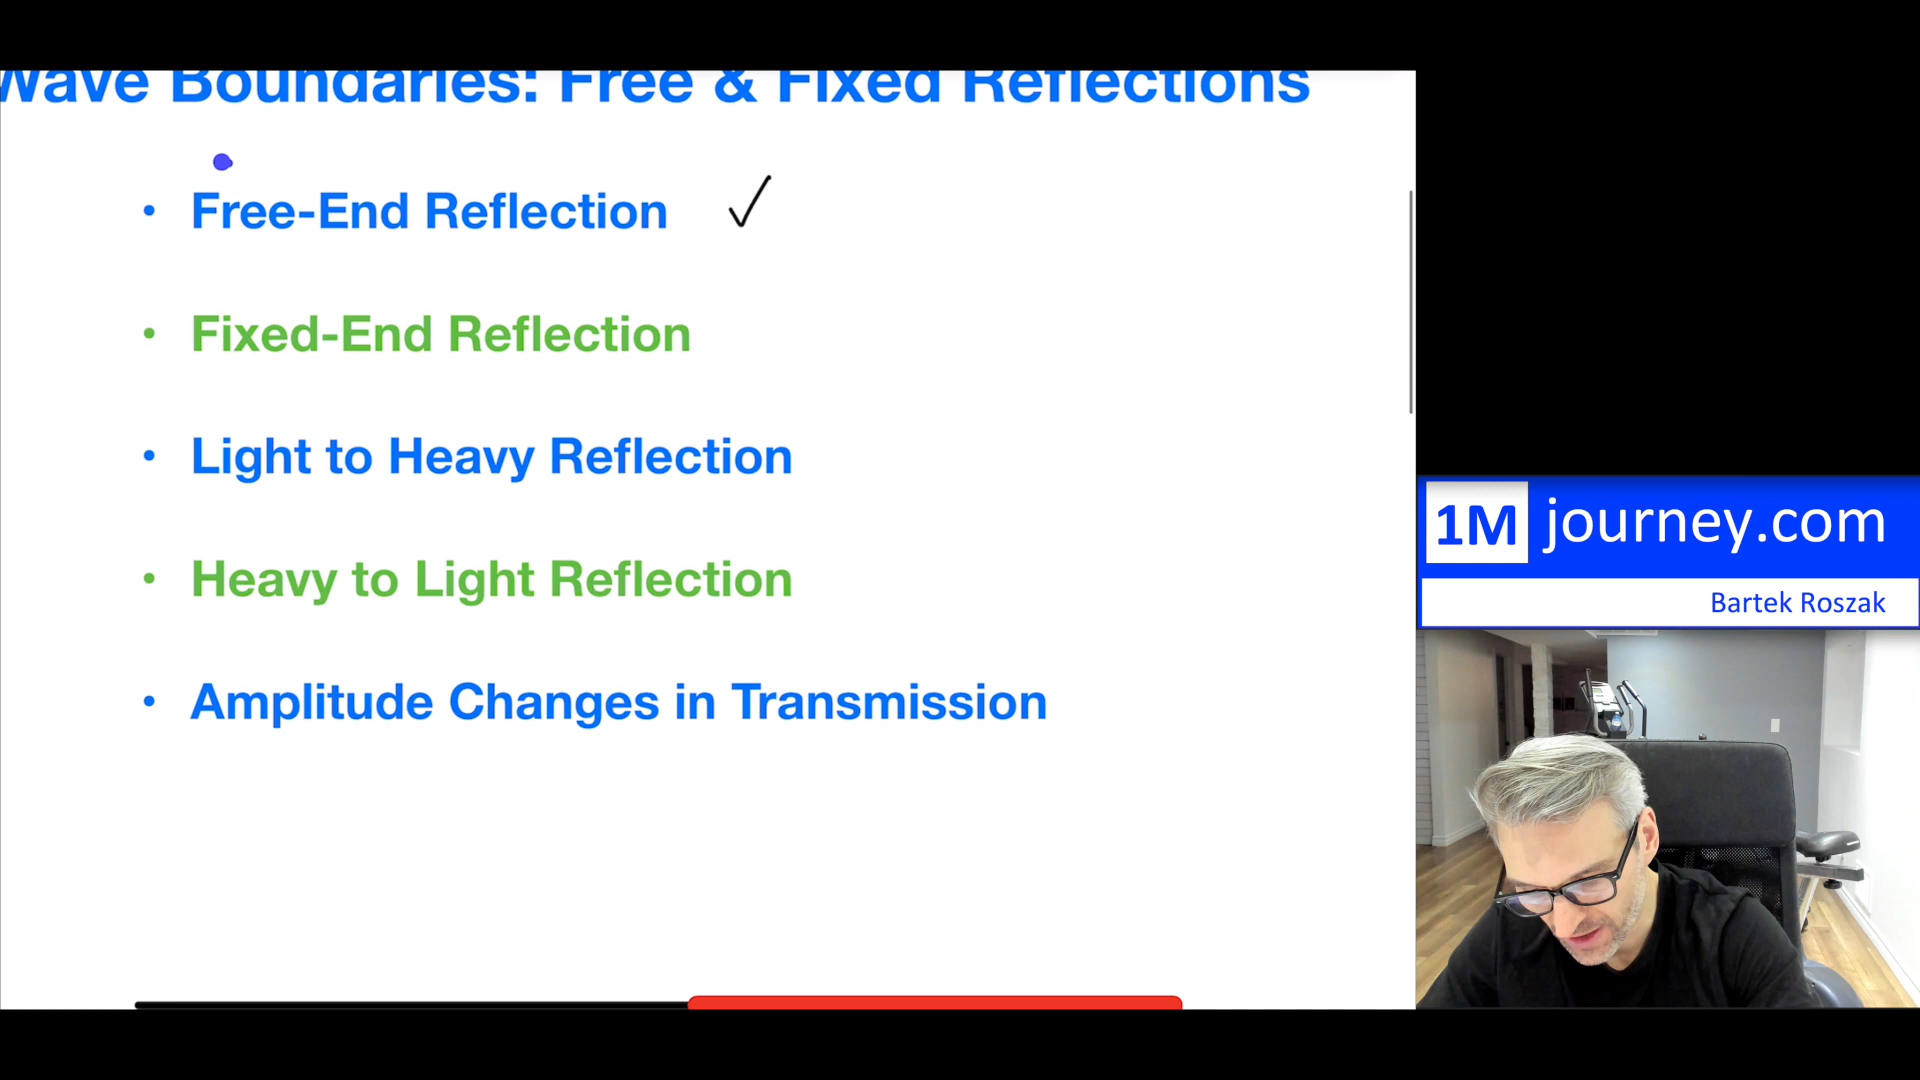 Wave Boundaries: Free & Fixed Reflections
• Free-End Reflection ✓
• Fixed-End Reflection
• Light to Heavy Reflection
• Heavy to Light Reflection
• Amplitude Changes in Transmission
1M journey.com
Bartek Roszak